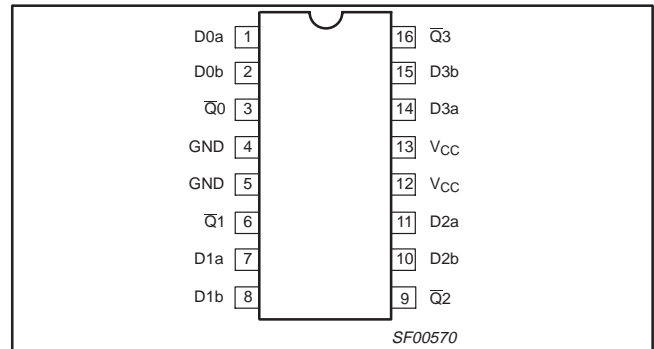 D0a 1 16 Q̅3
D0b 2 15 D3b
Q̅0 3 14 D3a
GND 4 13 VCC
GND 5 12 VCC
Q̅1 6 11 D2a
D1a 7 10 D2b
D1b 8 9 Q̅2
SF00570